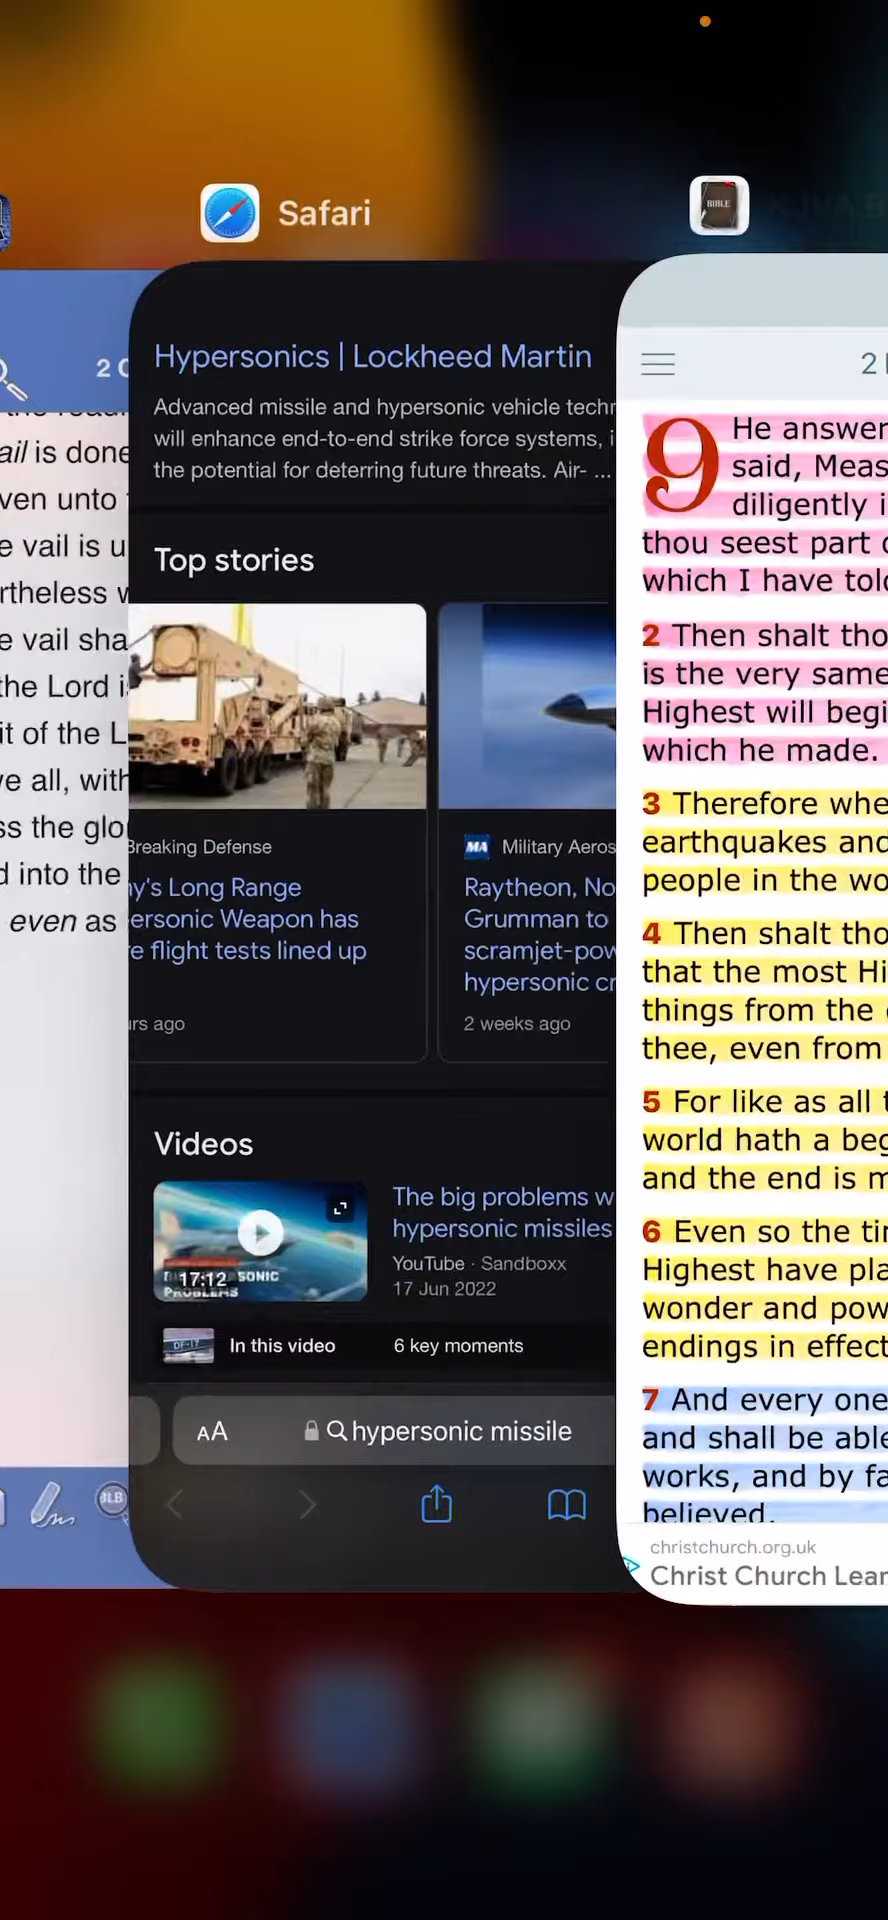 Safari
BIBLE
2 C
ail is done
ven unto
e vail is u
rtheless w
e vail sha
the Lord i
it of the L
e all, with
ss the glo
d into the
even as
BLB
Hypersonics | Lockheed Martin
Advanced missile and hypersonic vehicle techr
will enhance end-to-end strike force systems, i
the potential for deterring future threats. Air- ...
Top stories
Breaking Defense
y's Long Range
ersonic Weapon has
e flight tests lined up
urs ago
MA Military Aeros
Raytheon, No
Grumman to
scramjet-pow
hypersonic cr
2 weeks ago
Videos
17:12
SONIC
PROBLEMS
The big problems w
hypersonic missiles
YouTube · Sandboxx
17 Jun 2022
DF-17
In this video 6 key moments
AA hypersonic missile
2
9 He answer
said, Meas
diligently i
thou seest part
which I have told
2 Then shalt tho
is the very same
Highest will begi
which he made.
3 Therefore whe
earthquakes and
people in the wo
4 Then shalt tho
that the most Hi
things from the
thee, even from
5 For like as all t
world hath a beg
and the end is m
6 Even so the tim
Highest have pla
wonder and pow
endings in effect
7 And every one
and shall be able
works, and by fa
believed.
christchurch.org.uk
Christ Church Lear